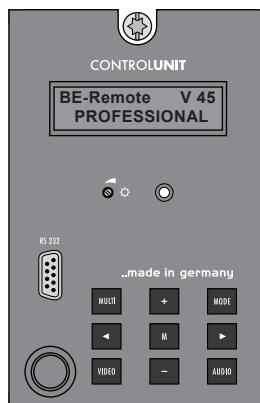 CONTROLUNIT
BE-Remote V 45
PROFESSIONAL
RS 232
..made in germany
MULTI + MODE
◄ M ►
VIDEO − AUDIO